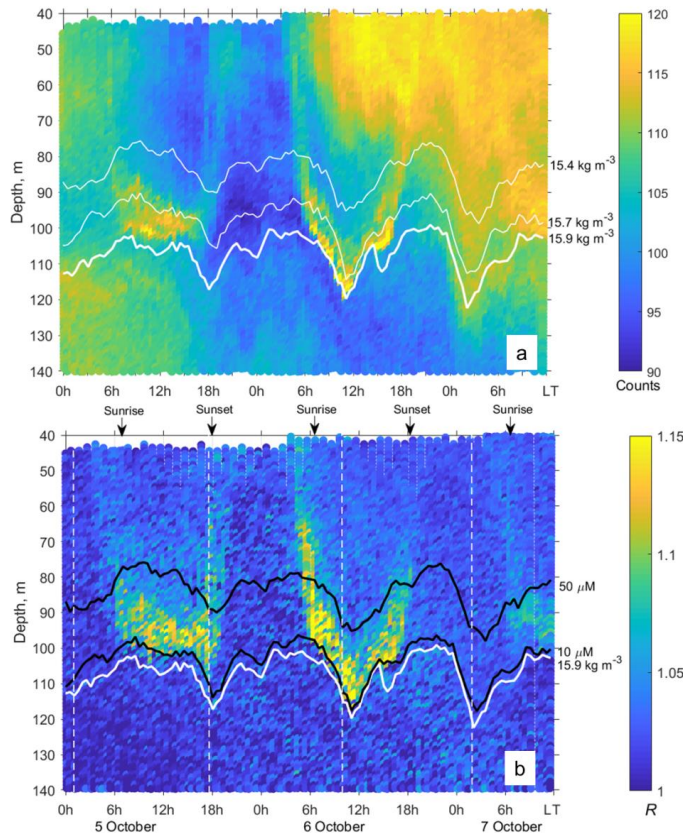 40
50
60
70
80
90
100
110
120
130
140
Depth, m
15.4 kg m-3
15.7 kg m-3
15.9 kg m-3
a
0h 6h 12h 18h 0h 6h 12h 18h 0h 6h LT
120
115
110
105
100
95
90
Counts
Sunrise Sunset Sunrise Sunset Sunrise
40
50
60
70
80
90
100
110
120
130
140
Depth, m
50 μM
10 μM
15.9 kg m-3
b
0h 6h 12h 18h 0h 6h 12h 18h 0h 6h LT
5 October 6 October 7 October
1.15
1.1
1.05
1
R